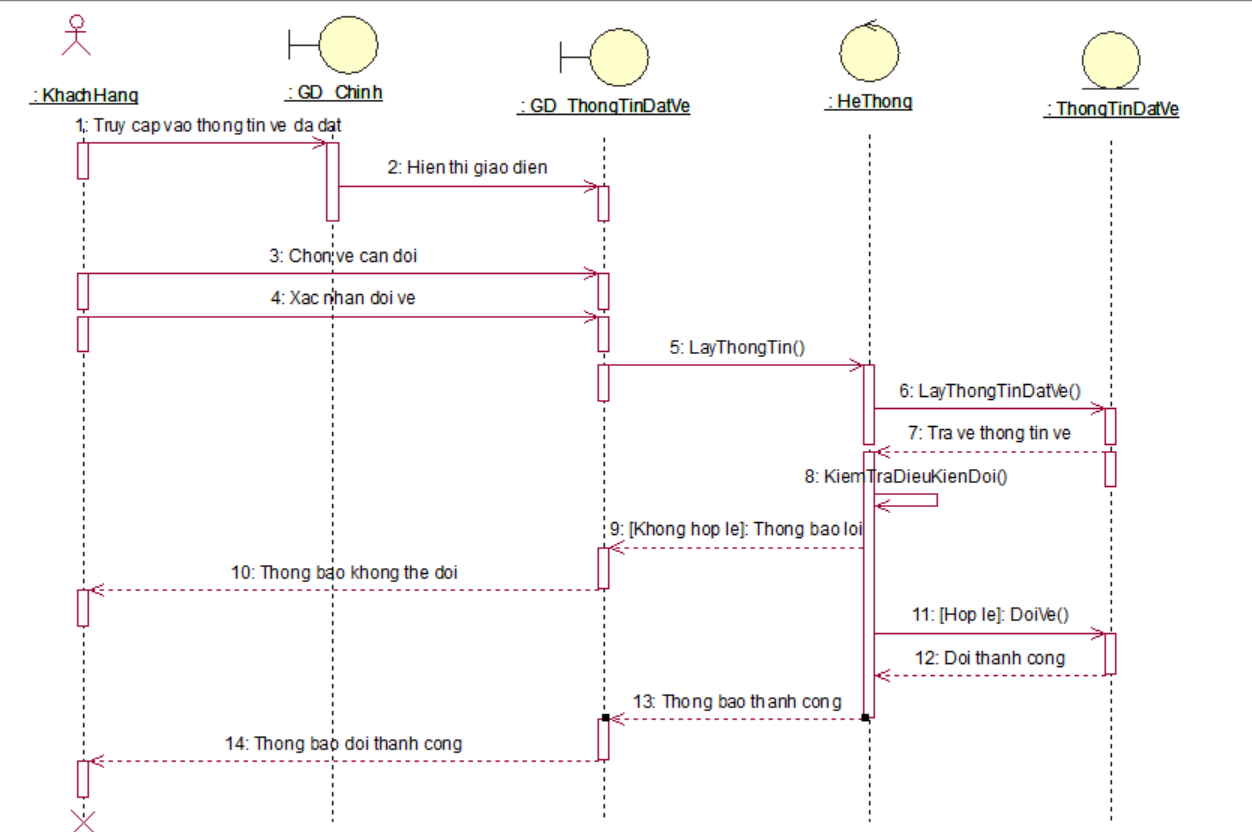 : KhachHang
: GD_Chinh
: GD_ThongTinDatVe
: HeThong
: ThongTinDatVe
1: Truy cap vao thong tin ve da dat
2: Hien thi giao dien
3: Chon ve can doi
4: Xac nhan doi ve
5: LayThongTin()
6: LayThongTinDatVe()
7: Tra ve thong tin ve
8: KiemTraDieuKienDoi()
9: [Khong hop le]: Thong bao loi
10: Thong bao khong the doi
11: [Hop le]: DoiVe()
12: Doi thanh cong
13: Thong bao thanh cong
14: Thong bao doi thanh cong